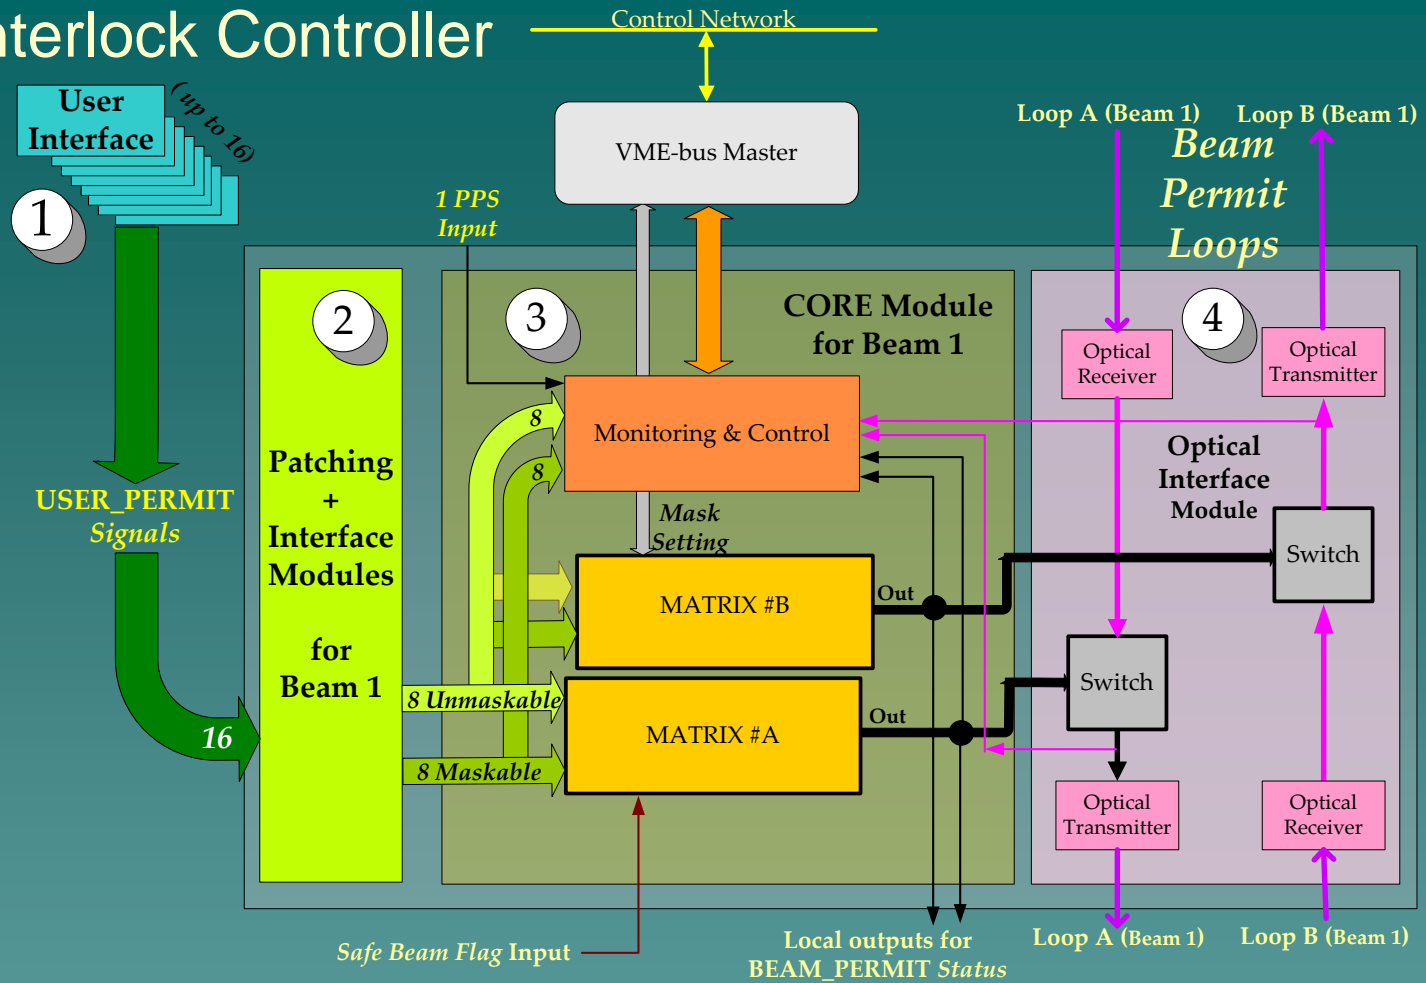 nterlock Controller
Control Network
User
Interface
( up to 16)
1
VME-bus Master
Loop A (Beam 1)
Loop B (Beam 1)
Beam
Permit
Loops
1 PPS
Input
2
3
CORE Module
for Beam 1
4
Optical
Receiver
Optical
Transmitter
8
Monitoring & Control
8
Optical
Interface
Module
Patching
+
Interface
Modules
for
Beam 1
USER_PERMIT
Signals
Mask
Setting
Switch
MATRIX #B
Out
8 Unmaskable
Switch
MATRIX #A
Out
16
8 Maskable
Optical
Transmitter
Optical
Receiver
Safe Beam Flag Input
Local outputs for
BEAM_PERMIT Status
Loop A (Beam 1)
Loop B (Beam 1)